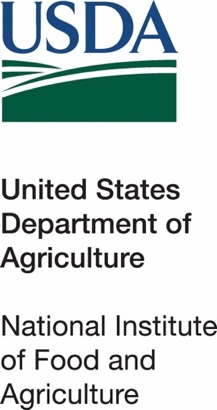 USDA
United States
Department of
Agriculture
National Institute
of Food and
Agriculture